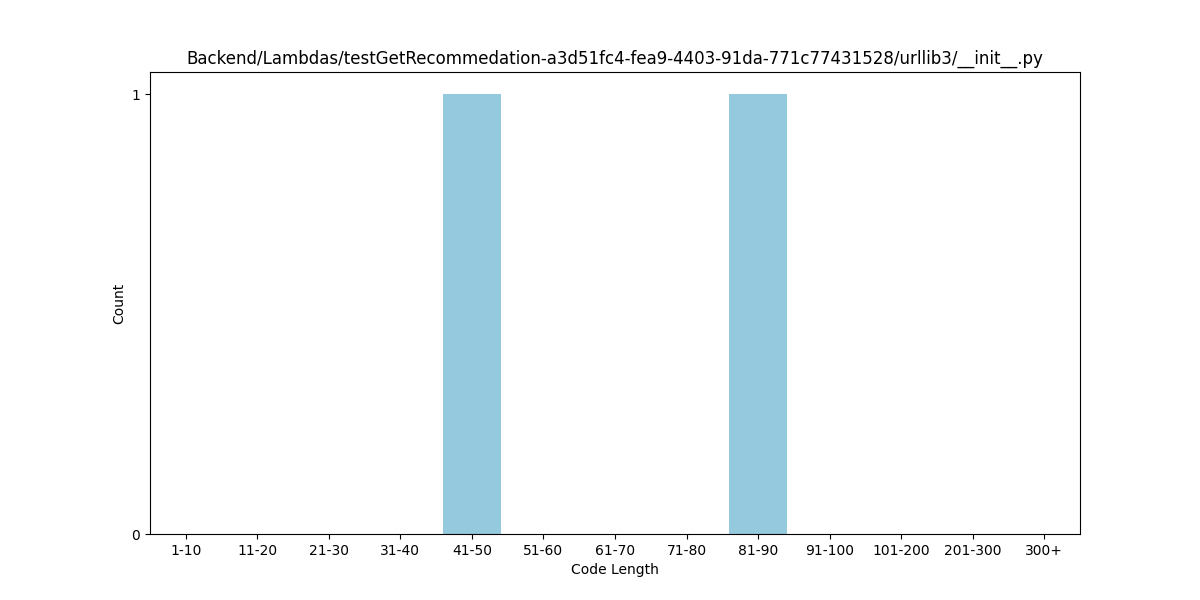 Backend/Lambdas/testGetRecommedation-a3d51fc4-fea9-4403-91da-771c77431528/urllib3/__init__.py
1
Count
0
1-10 11-20 21-30 31-40 41-50 51-60 61-70 71-80 81-90 91-100 101-200 201-300 300+
Code Length